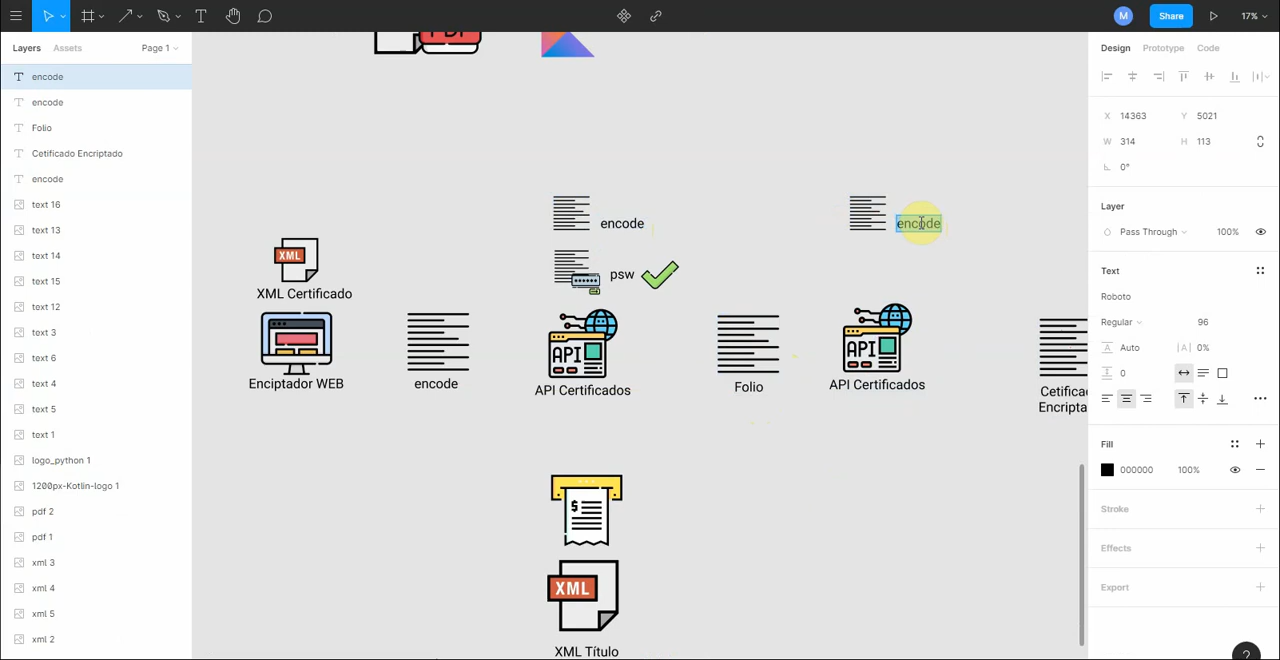 Share
17%
M
Layers
Assets
Page 1
encode
encode
Folio
Cetificado Encriptado
encode
text 16
text 13
text 14
text 15
text 12
text 3
text 6
text 4
text 5
text 1
logo_python 1
1200px-Kotlin-logo 1
pdf 2
pdf 1
xml 3
xml 4
xml 5
xml 2
PDF
encode
encode
XML
psw
XML Certificado
API
API
Enciptador WEB
encode
API Certificados
Folio
API Certificados
Cetifica
Encripta
$
XML
XML Título
Design
Prototype
Code
X 14363
Y 5021
W 314
H 113
0°
Layer
Pass Through
100%
Text
Roboto
Regular
96
A Auto
|A| 0%
0
Fill
000000
100%
Stroke
Effects
Export
?